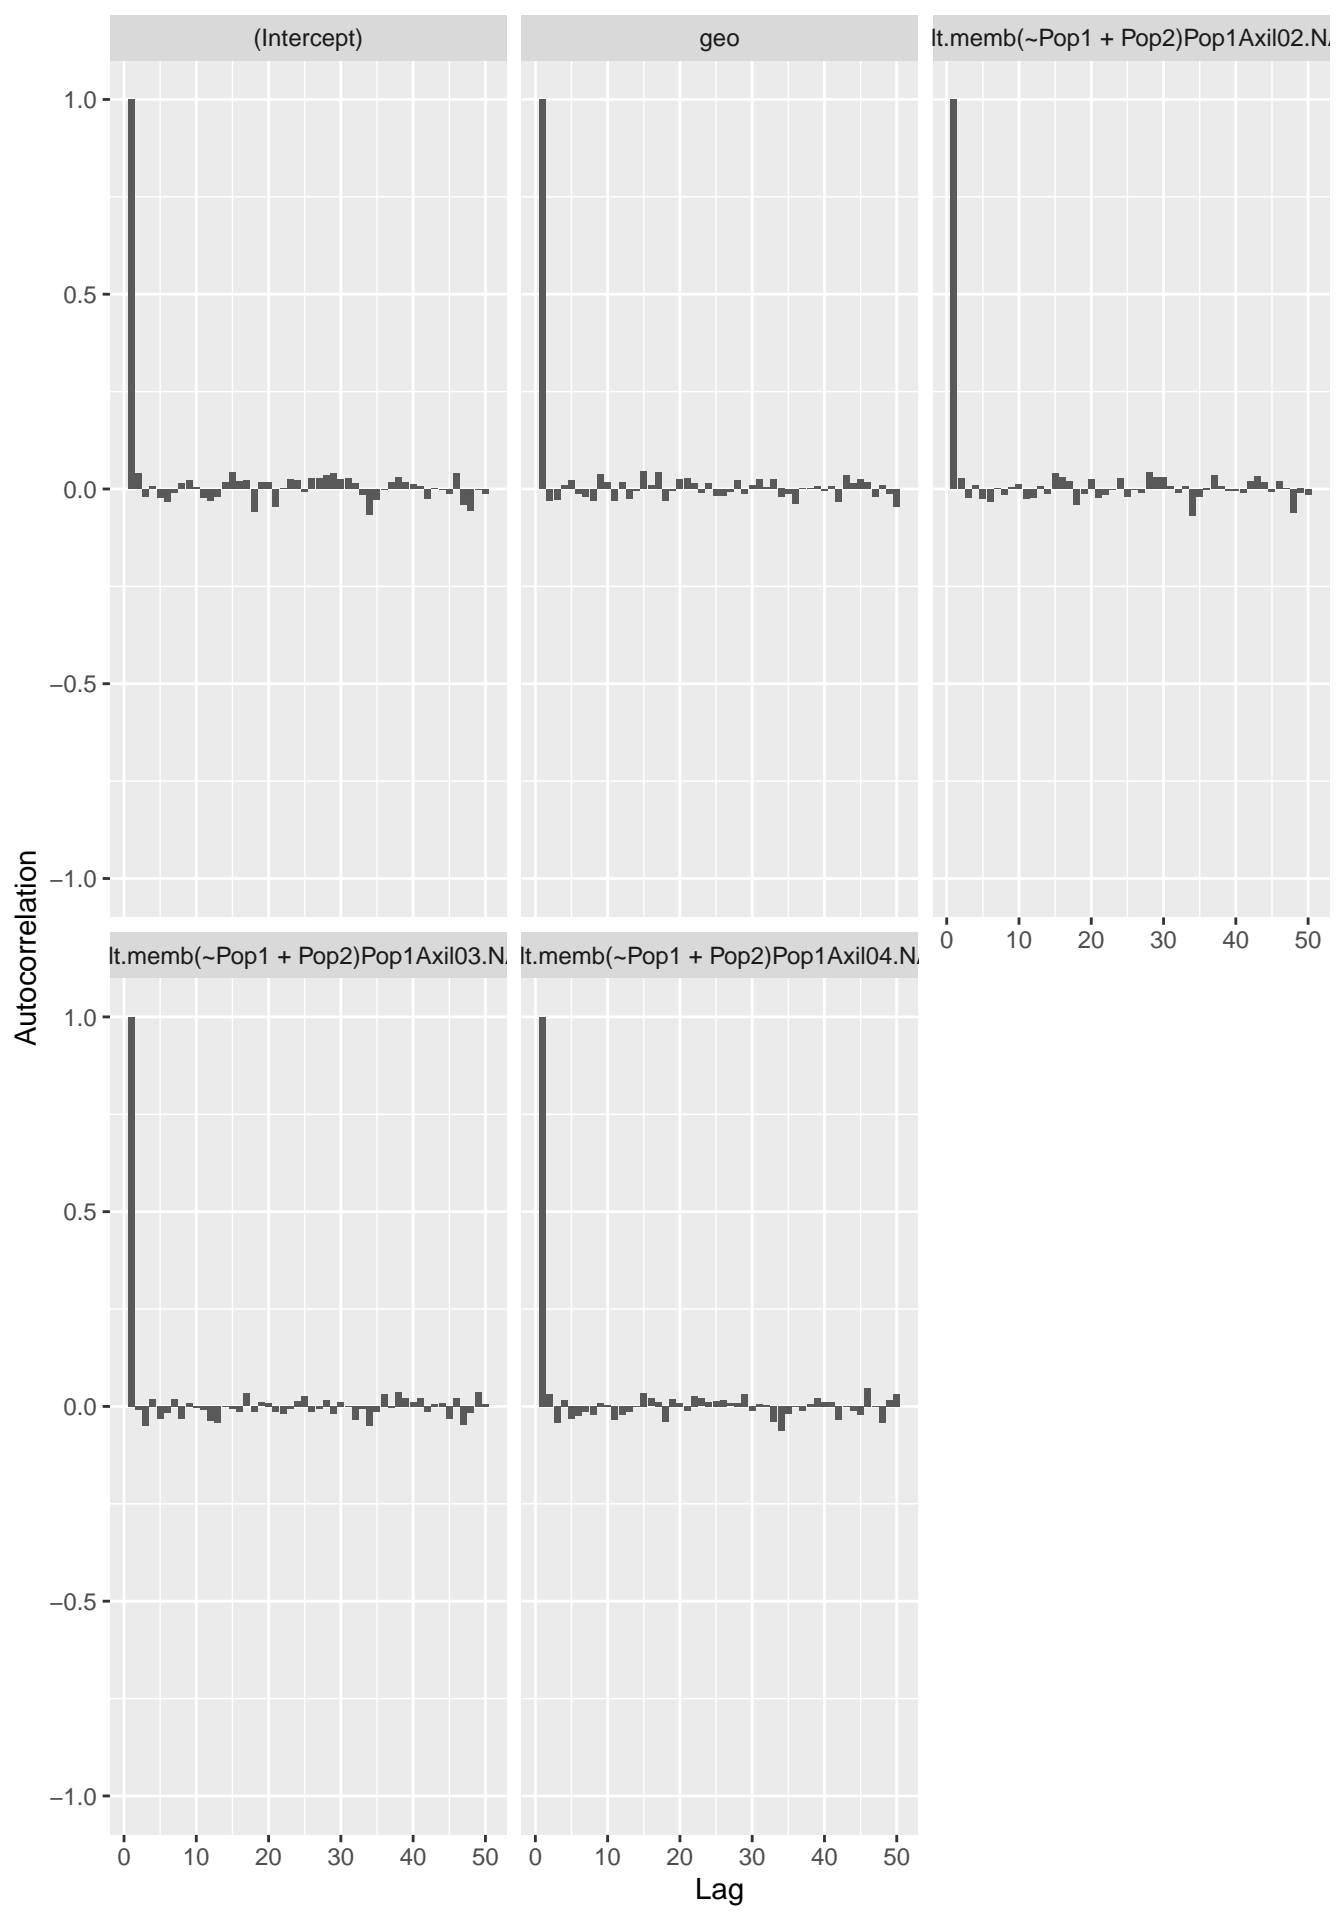 (Intercept)
geo
lt.memb(~Pop1 + Pop2)Pop1Axil02.N
1.0
0.5
0.0
−0.5
−1.0
0 10 20 30 40 50
Autocorrelation
lt.memb(~Pop1 + Pop2)Pop1Axil03.N
lt.memb(~Pop1 + Pop2)Pop1Axil04.N
1.0
0.5
0.0
−0.5
−1.0
0 10 20 30 40 50
0 10 20 30 40 50
Lag